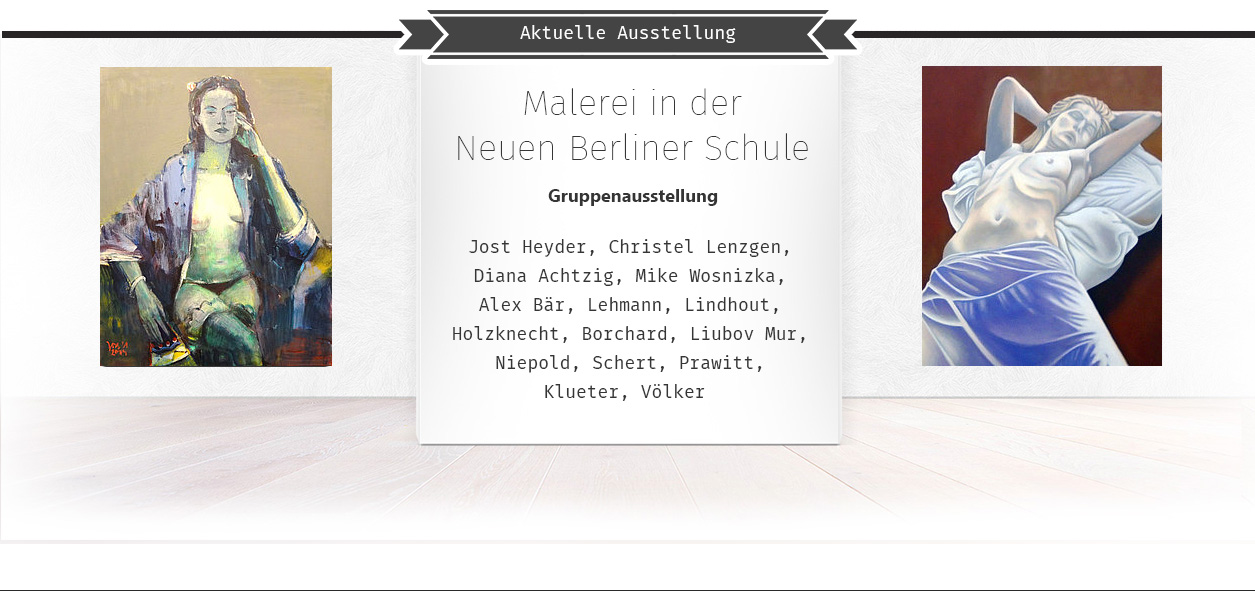 Aktuelle Ausstellung
Malerei in der
Neuen Berliner Schule
Gruppenausstellung
Jost Heyder, Christel Lenzgen,
Diana Achtzig, Mike Wosnizka,
Alex Bär, Lehmann, Lindhout,
Holzknecht, Borchard, Liubov Mur,
Niepold, Schert, Prawitt,
Klueter, Völker